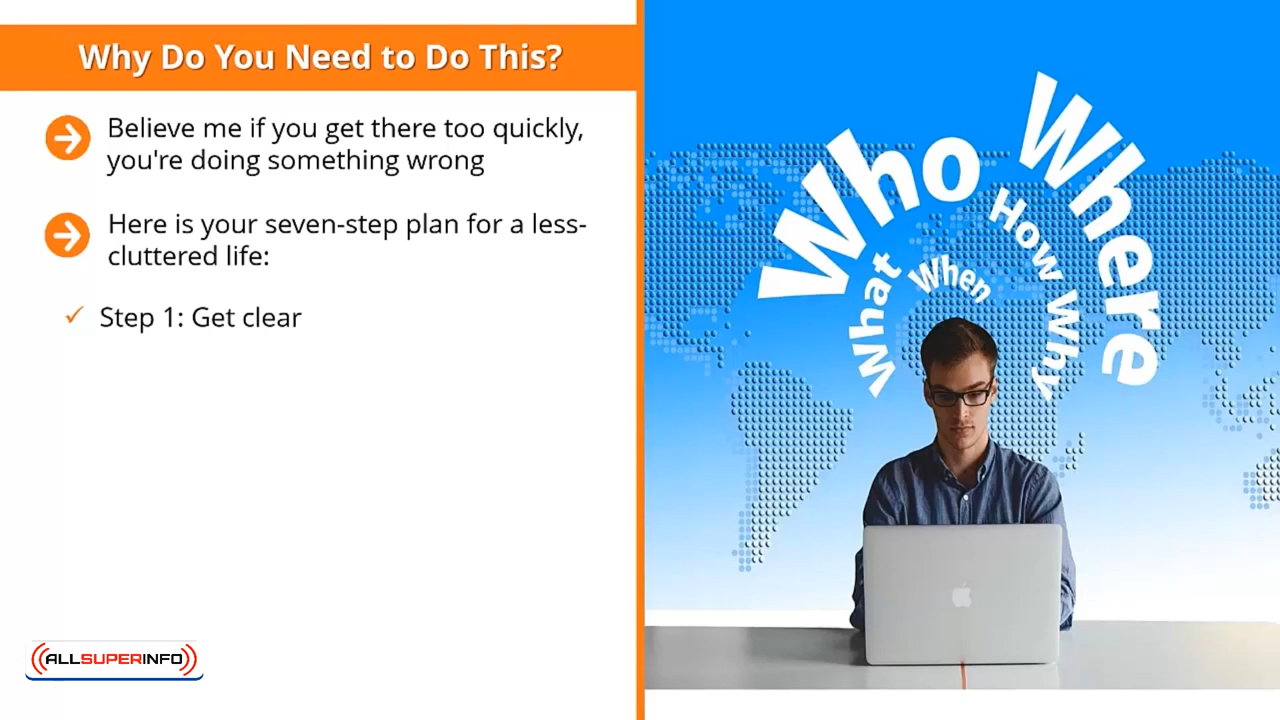 Why Do You Need to Do This?
Believe me if you get there too quickly,
you're doing something wrong
Here is your seven-step plan for a less-
cluttered life:
Step 1: Get clear
ALLSUPERINFO
Who
Where
What
When
How
Why